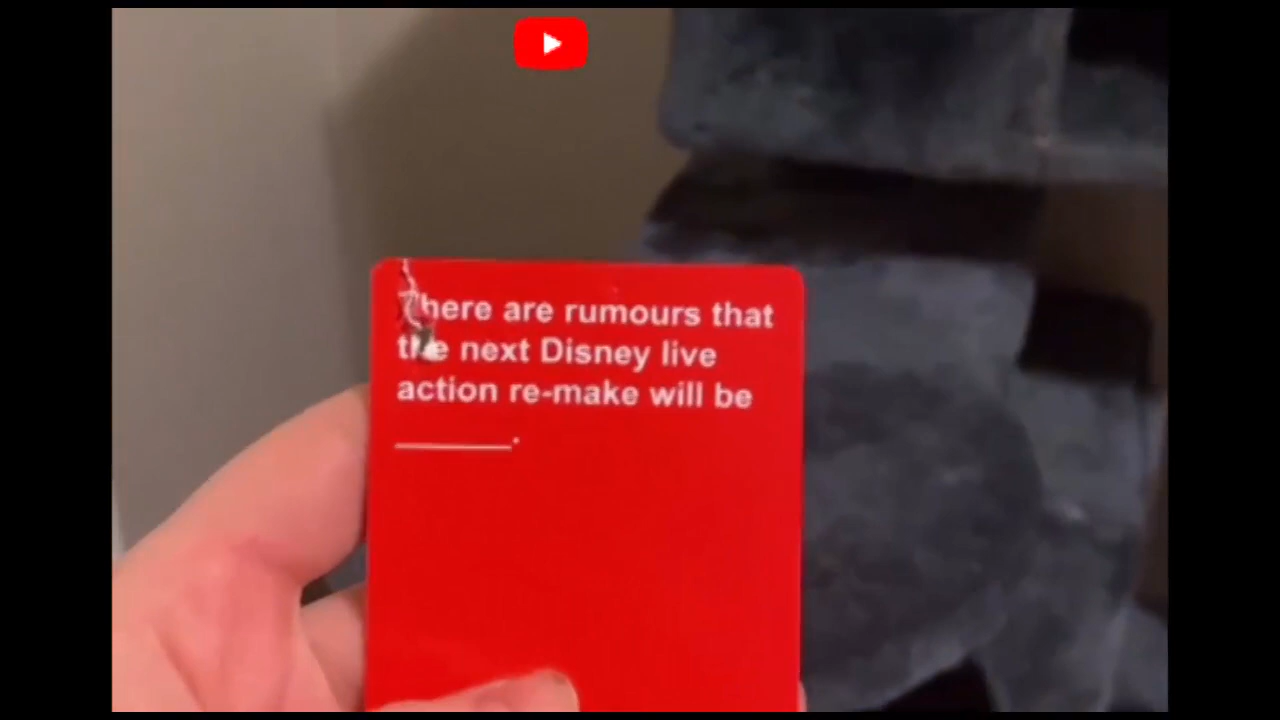 There are rumours that
the next Disney live
action re-make will be
_______.